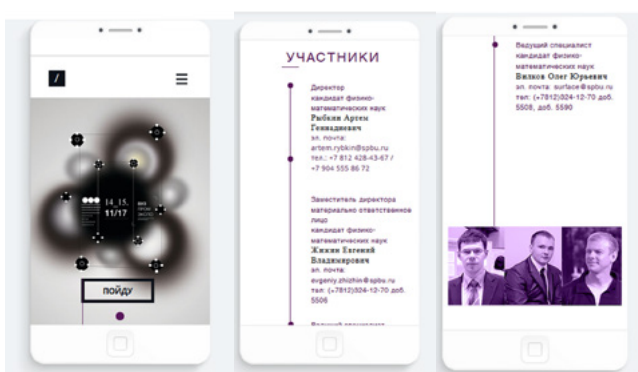 /
14_15,
11/17
ПОЙДУ
УЧАСТНИКИ
Директор
кандидат физико-
математических наук
Рыбкин Артем
Геннадиевич
эл. почта:
artem.rybkin@spbu.ru
тел.: +7 812 428-43-67 /
+7 904 555 86 72
Заместитель директора
материально ответственное
лицо
кандидат физико-
математических наук
Жижин Евгений
Владимирович
эл. почта:
evgeniy.zhizhin@spbu.ru
тел: (+7812)324-12-70 доб.
5506
Ведущий специалист
Ведущий специалист
кандидат физико-
математических наук
Вилков Олег Юрьевич
эл. почта: surface@spbu.ru
тел: (+7812)324-12-70 доб.
5508, доб. 5590